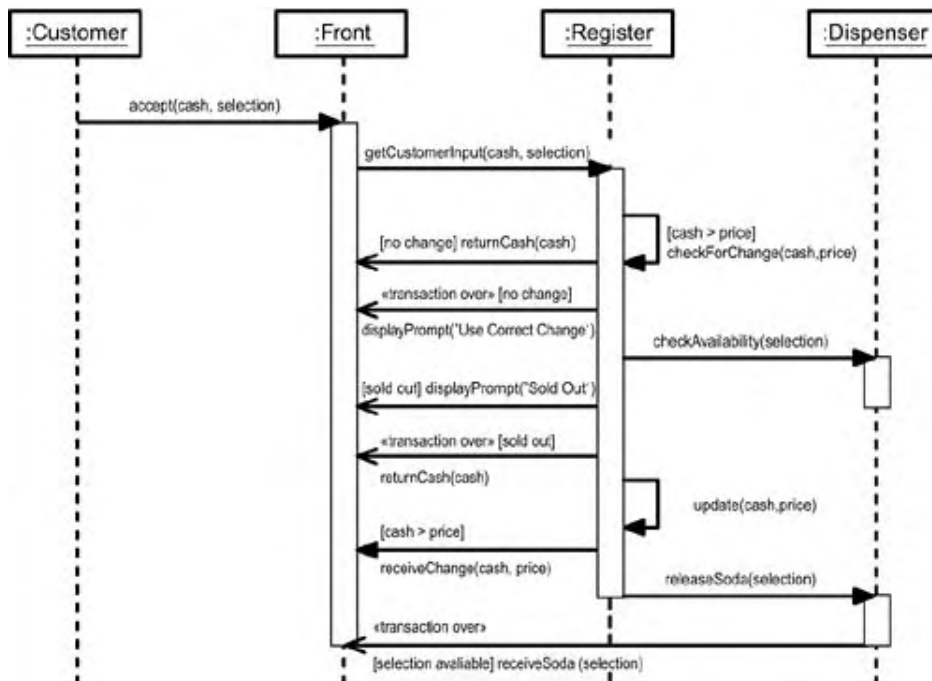 :Customer
:Front
:Register
:Dispenser
accept(cash, selection)
getCustomerInput(cash, selection)
[cash > price]
checkForChange(cash,price)
[no change] returnCash(cash)
«transaction over» [no change]
displayPrompt("Use Correct Change")
checkAvailability(selection)
[sold out] displayPrompt("Sold Out")
«transaction over» [sold out]
returnCash(cash)
update(cash,price)
[cash > price]
receiveChange(cash, price)
releaseSoda(selection)
«transaction over»
[selection avaliable] receiveSoda (selection)